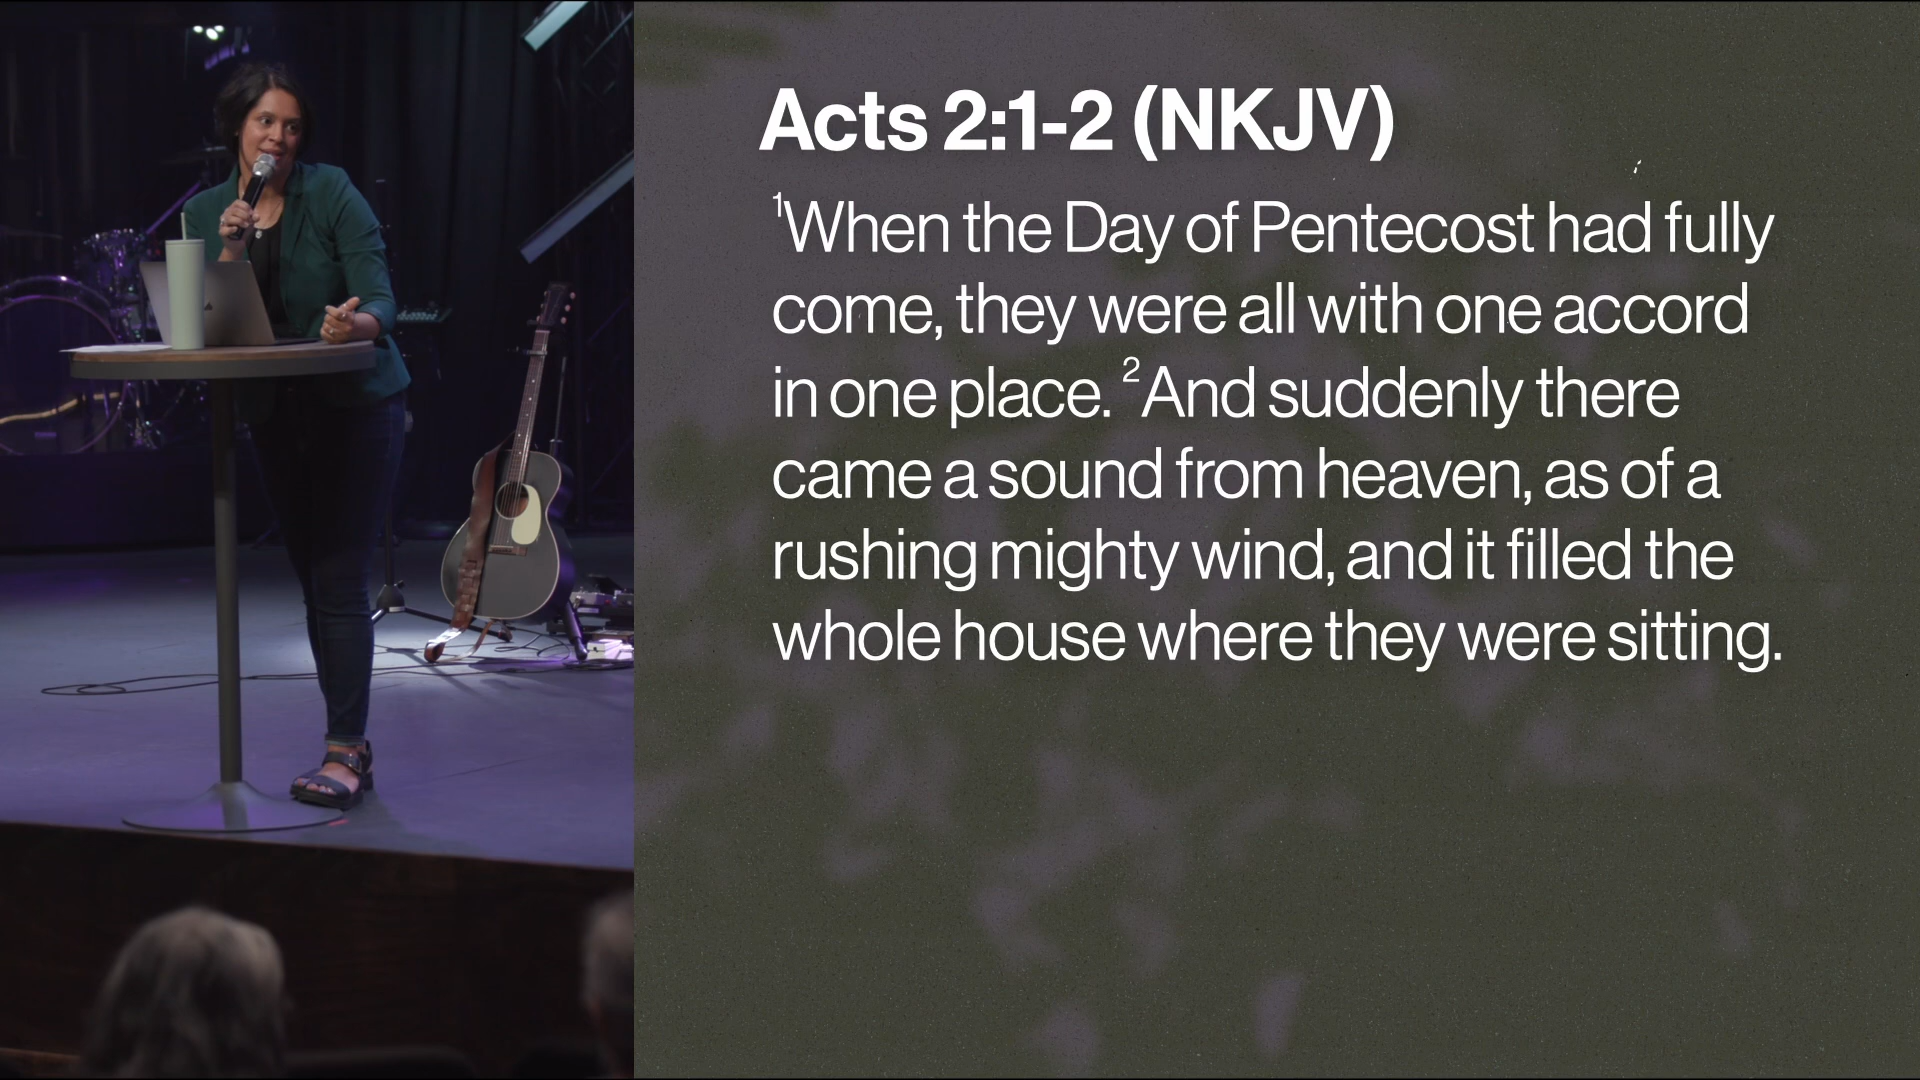 Acts 2:1-2 (NKJV)
¹When the Day of Pentecost had fully
come, they were all with one accord
in one place. ²And suddenly there
came a sound from heaven, as of a
rushing mighty wind, and it filled the
whole house where they were sitting.